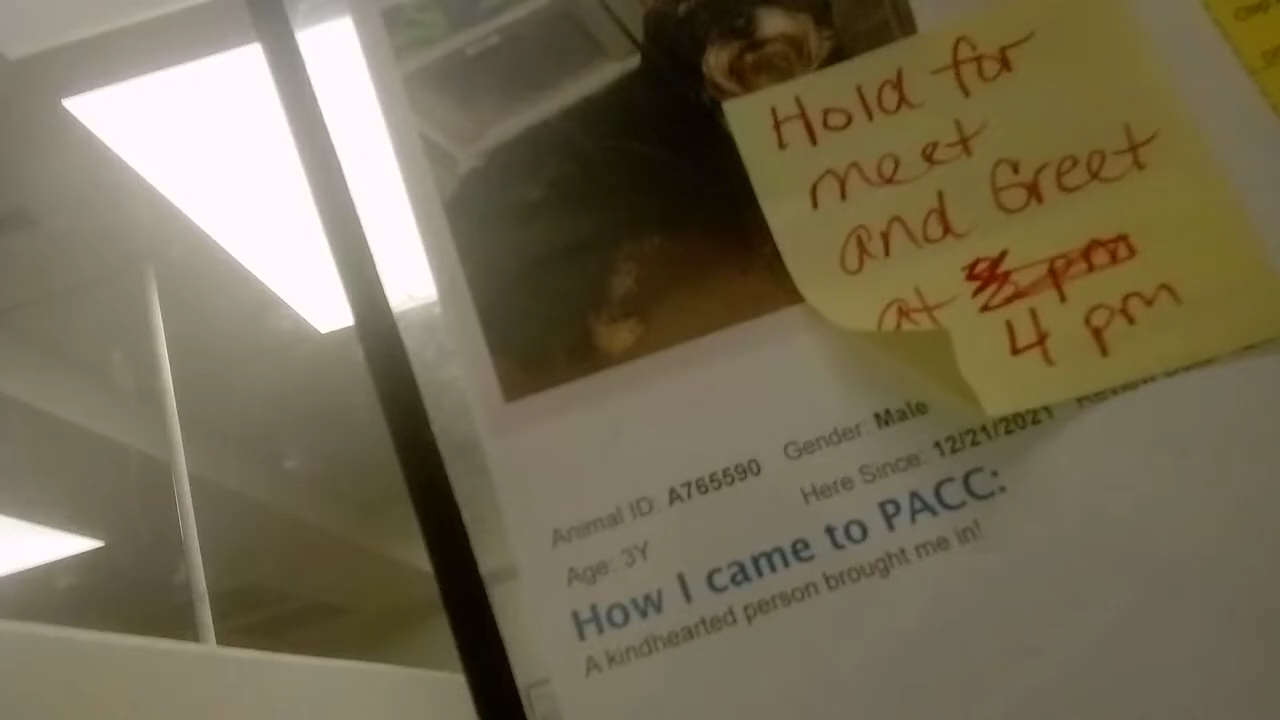 Hold for
meet
and Greet
at
4 pm
Animal ID: A765590 Gender: Male
Age: 3Y Here Since: 12/21/2021
How I came to PACC:
A kindhearted person brought me in!